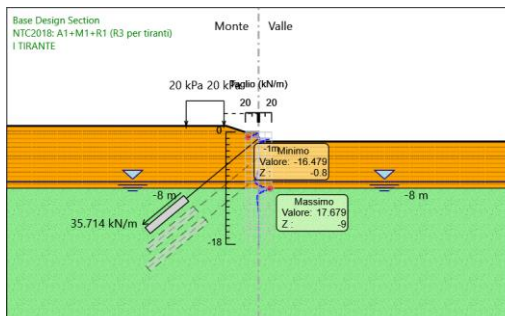 Base Design Section
NTC2018: A1+M1+R1 (R3 per tiranti)
I TIRANTE
Monte
Valle
20 kPa 20 kPa
Taglio (kN/m)
20
20
0
-1m
Minimo
Valore: -16.479
Z : -0.8
-8 m
-8 m
Massimo
Valore: 17.679
Z : -9
35.714 kN/m
-18